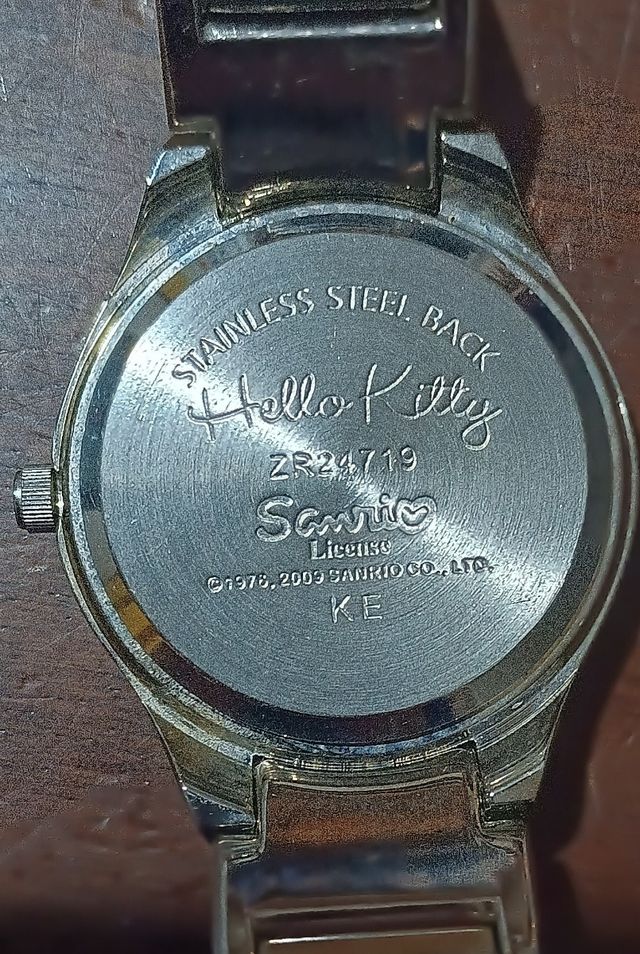 STAINLESS STEEL BACK
Hello Kitty
ZR24719
Sanrio
License
©1976, 2009 SANRIO CO., LTD.
KE